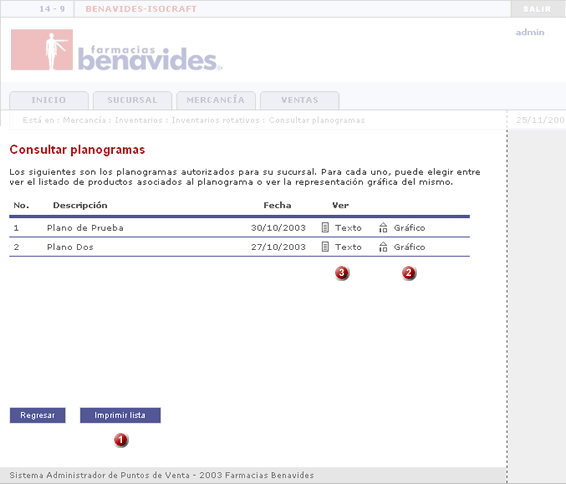 14 - 9 BENAVIDES-ISOCRAFT SALIR
admin
farmacias
benavides
INICIO SUCURSAL MERCANCÍA VENTAS
Está en : Mercancía : Inventarios : Inventarios rotativos : Consultar planogramas 25/11/200
Consultar planogramas
Los siguientes son los planogramas autorizados para su sucursal. Para cada uno, puede elegir entre
ver el listado de productos asociados al planograma o ver la representación gráfica del mismo.
No. Descripción Fecha Ver
1 Plano de Prueba 30/10/2003 Texto Gráfico
2 Plano Dos 27/10/2003 Texto Gráfico
3 2
Regresar Imprimir lista
1
Sistema Administrador de Puntos de Venta - 2003 Farmacias Benavides